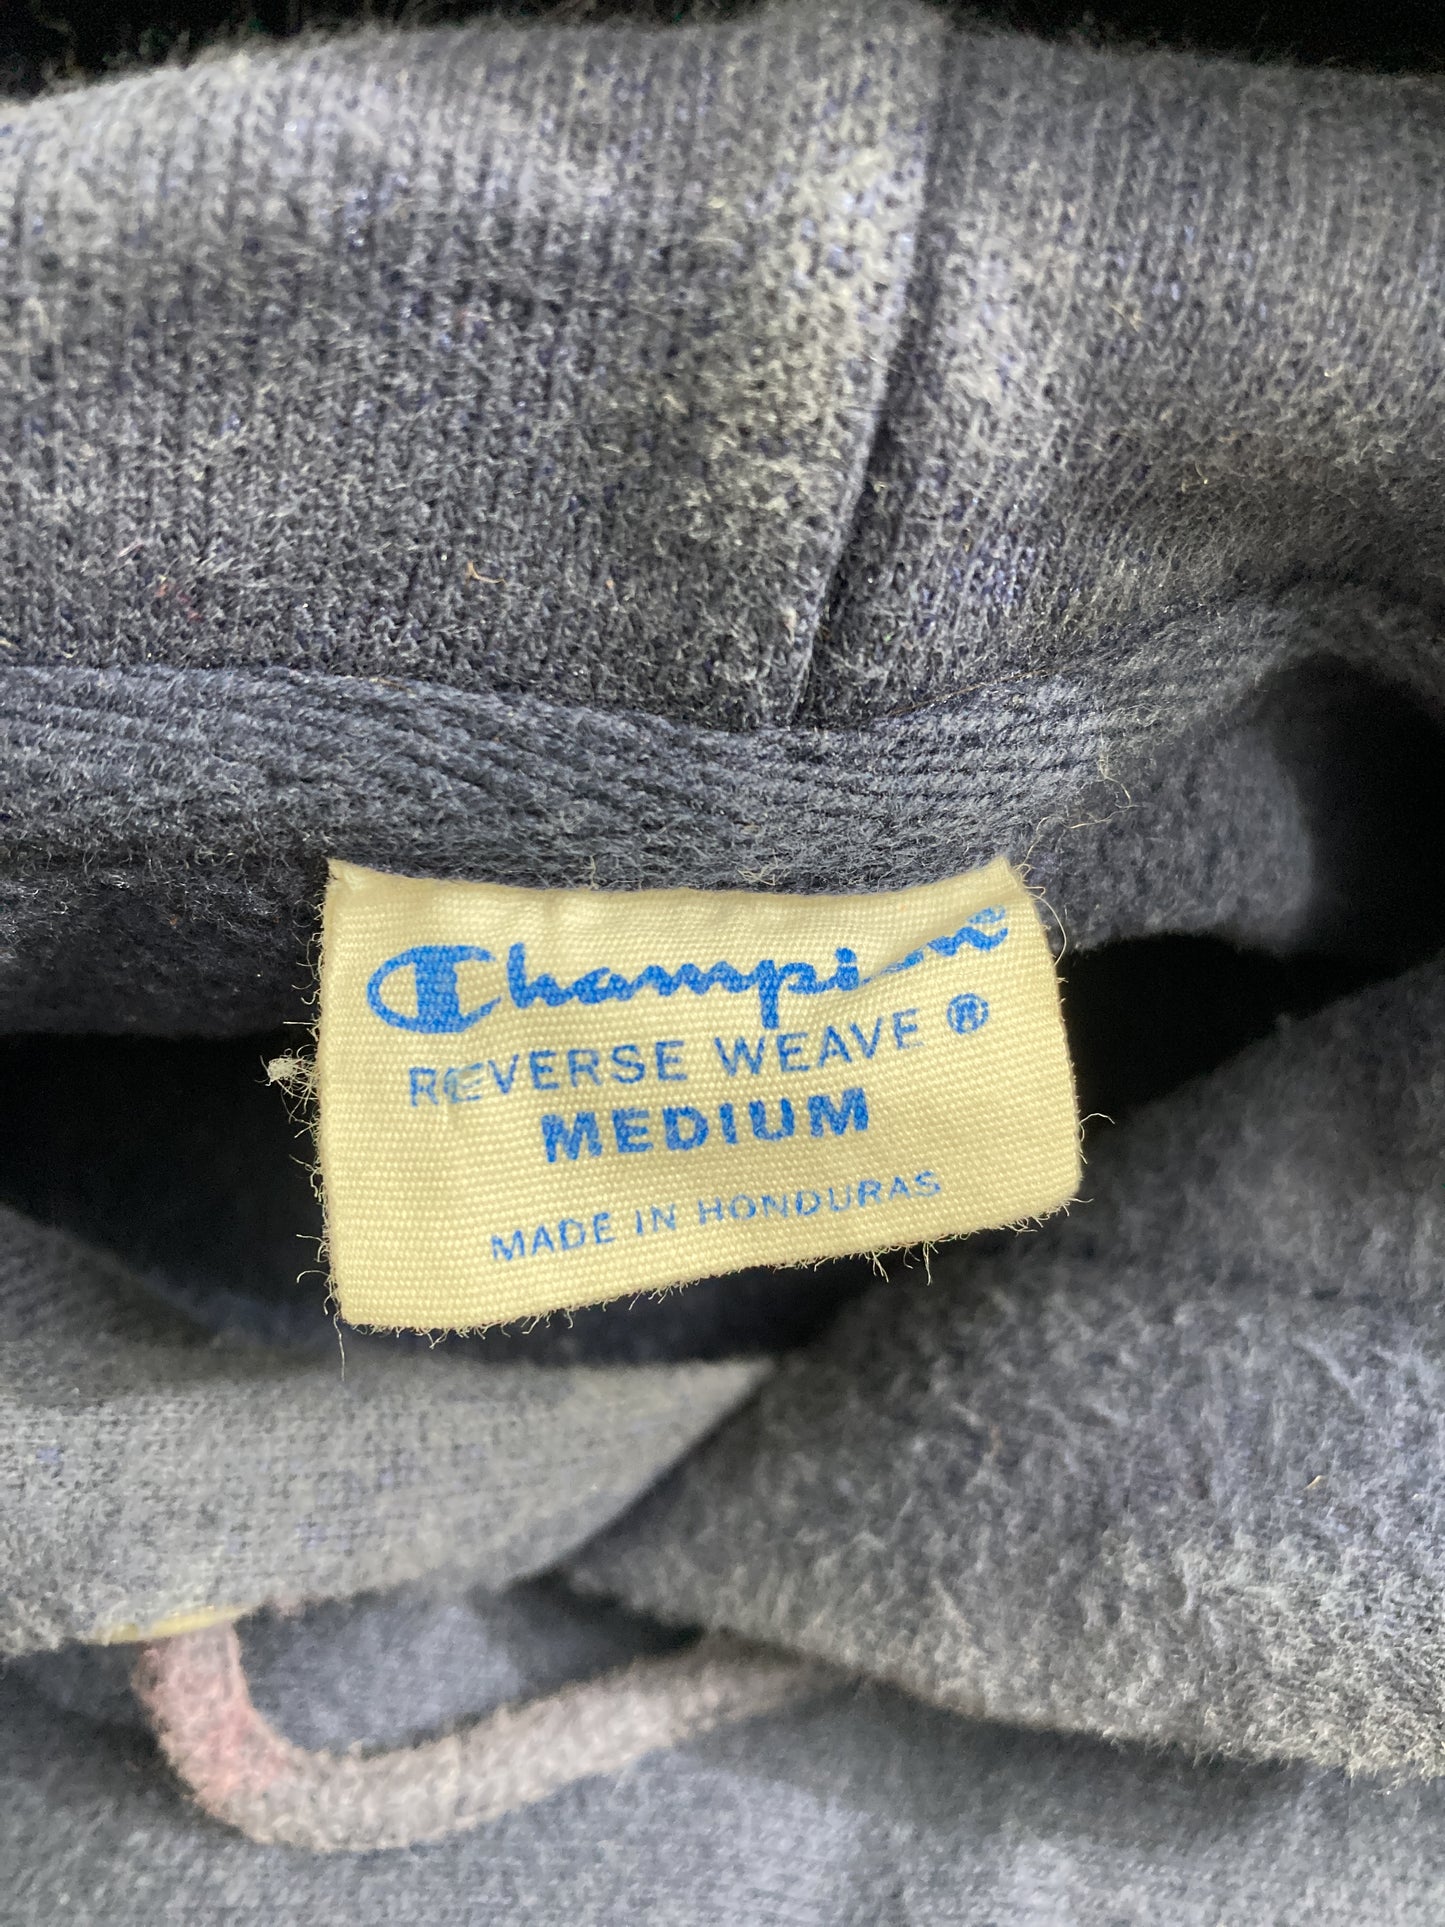 Champion®
REVERSE WEAVE ®
MEDIUM
MADE IN HONDURAS